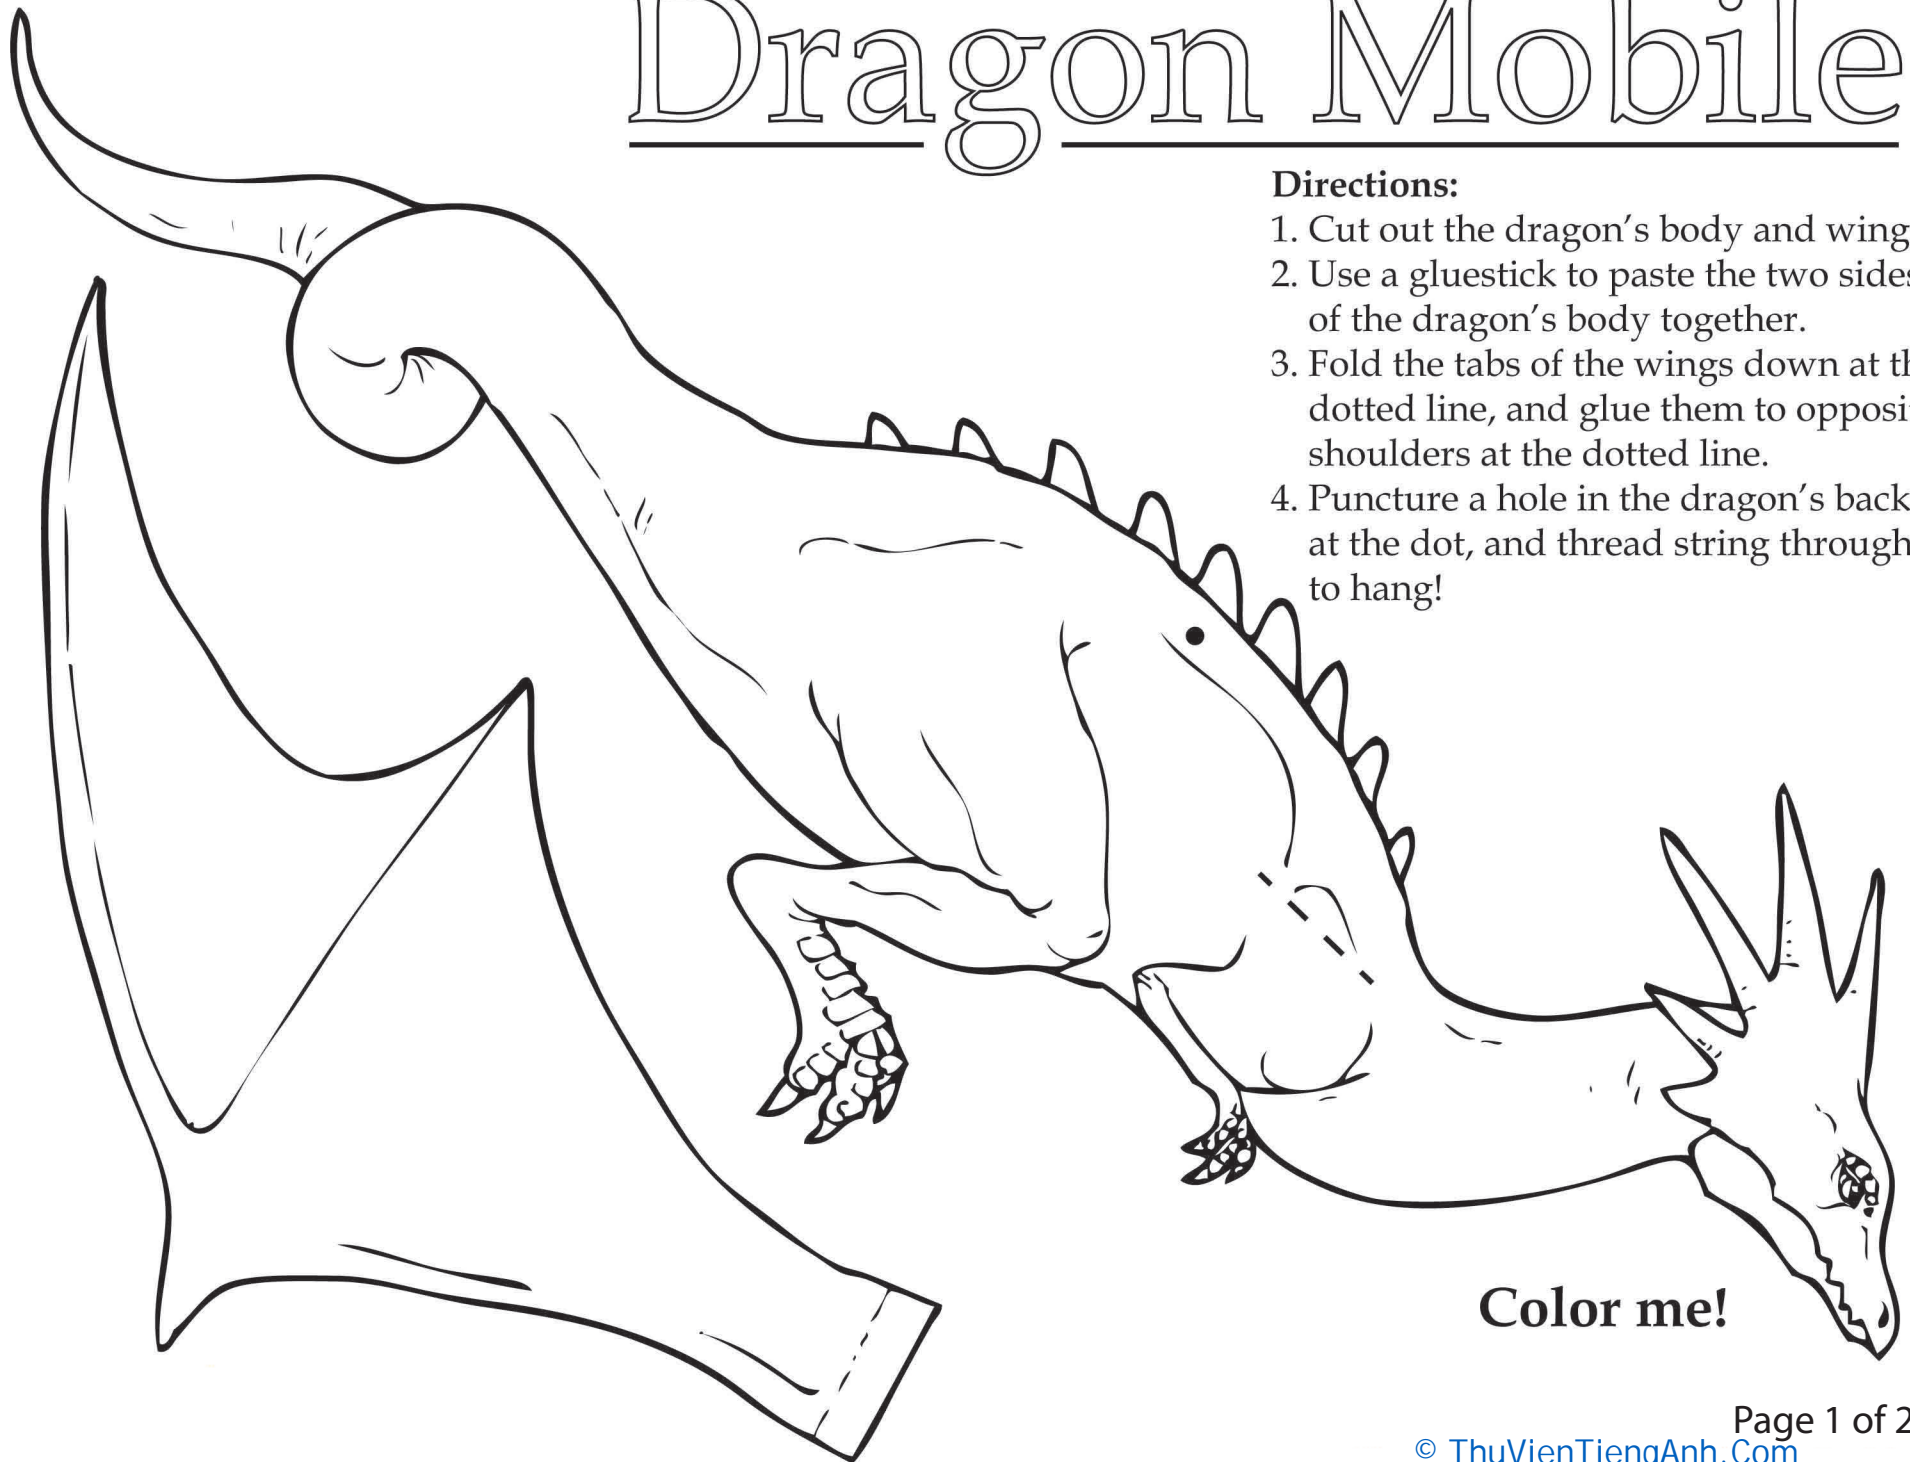 Dragon Mobile
Directions:
1. Cut out the dragon's body and wing
2. Use a gluestick to paste the two sides
of the dragon's body together.
3. Fold the tabs of the wings down at th
dotted line, and glue them to opposi
shoulders at the dotted line.
4. Puncture a hole in the dragon's back
at the dot, and thread string through
to hang!
Color me!
Page 1 of 2
© ThuVienTiengAnh.Com